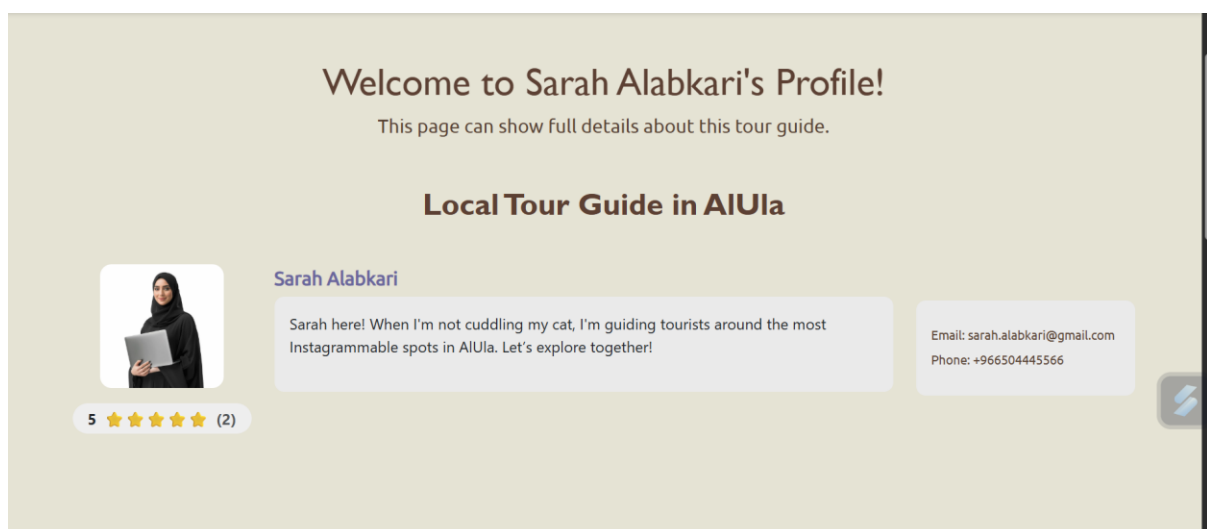 Welcome to Sarah Alabkari's Profile!
This page can show full details about this tour guide.
Local Tour Guide in AlUla
Sarah Alabkari
Sarah here! When I'm not cuddling my cat, I'm guiding tourists around the most
Instagrammable spots in AlUla. Let’s explore together!
Email: sarah.alabkari@gmail.com
Phone: +966504445566
5 (2)